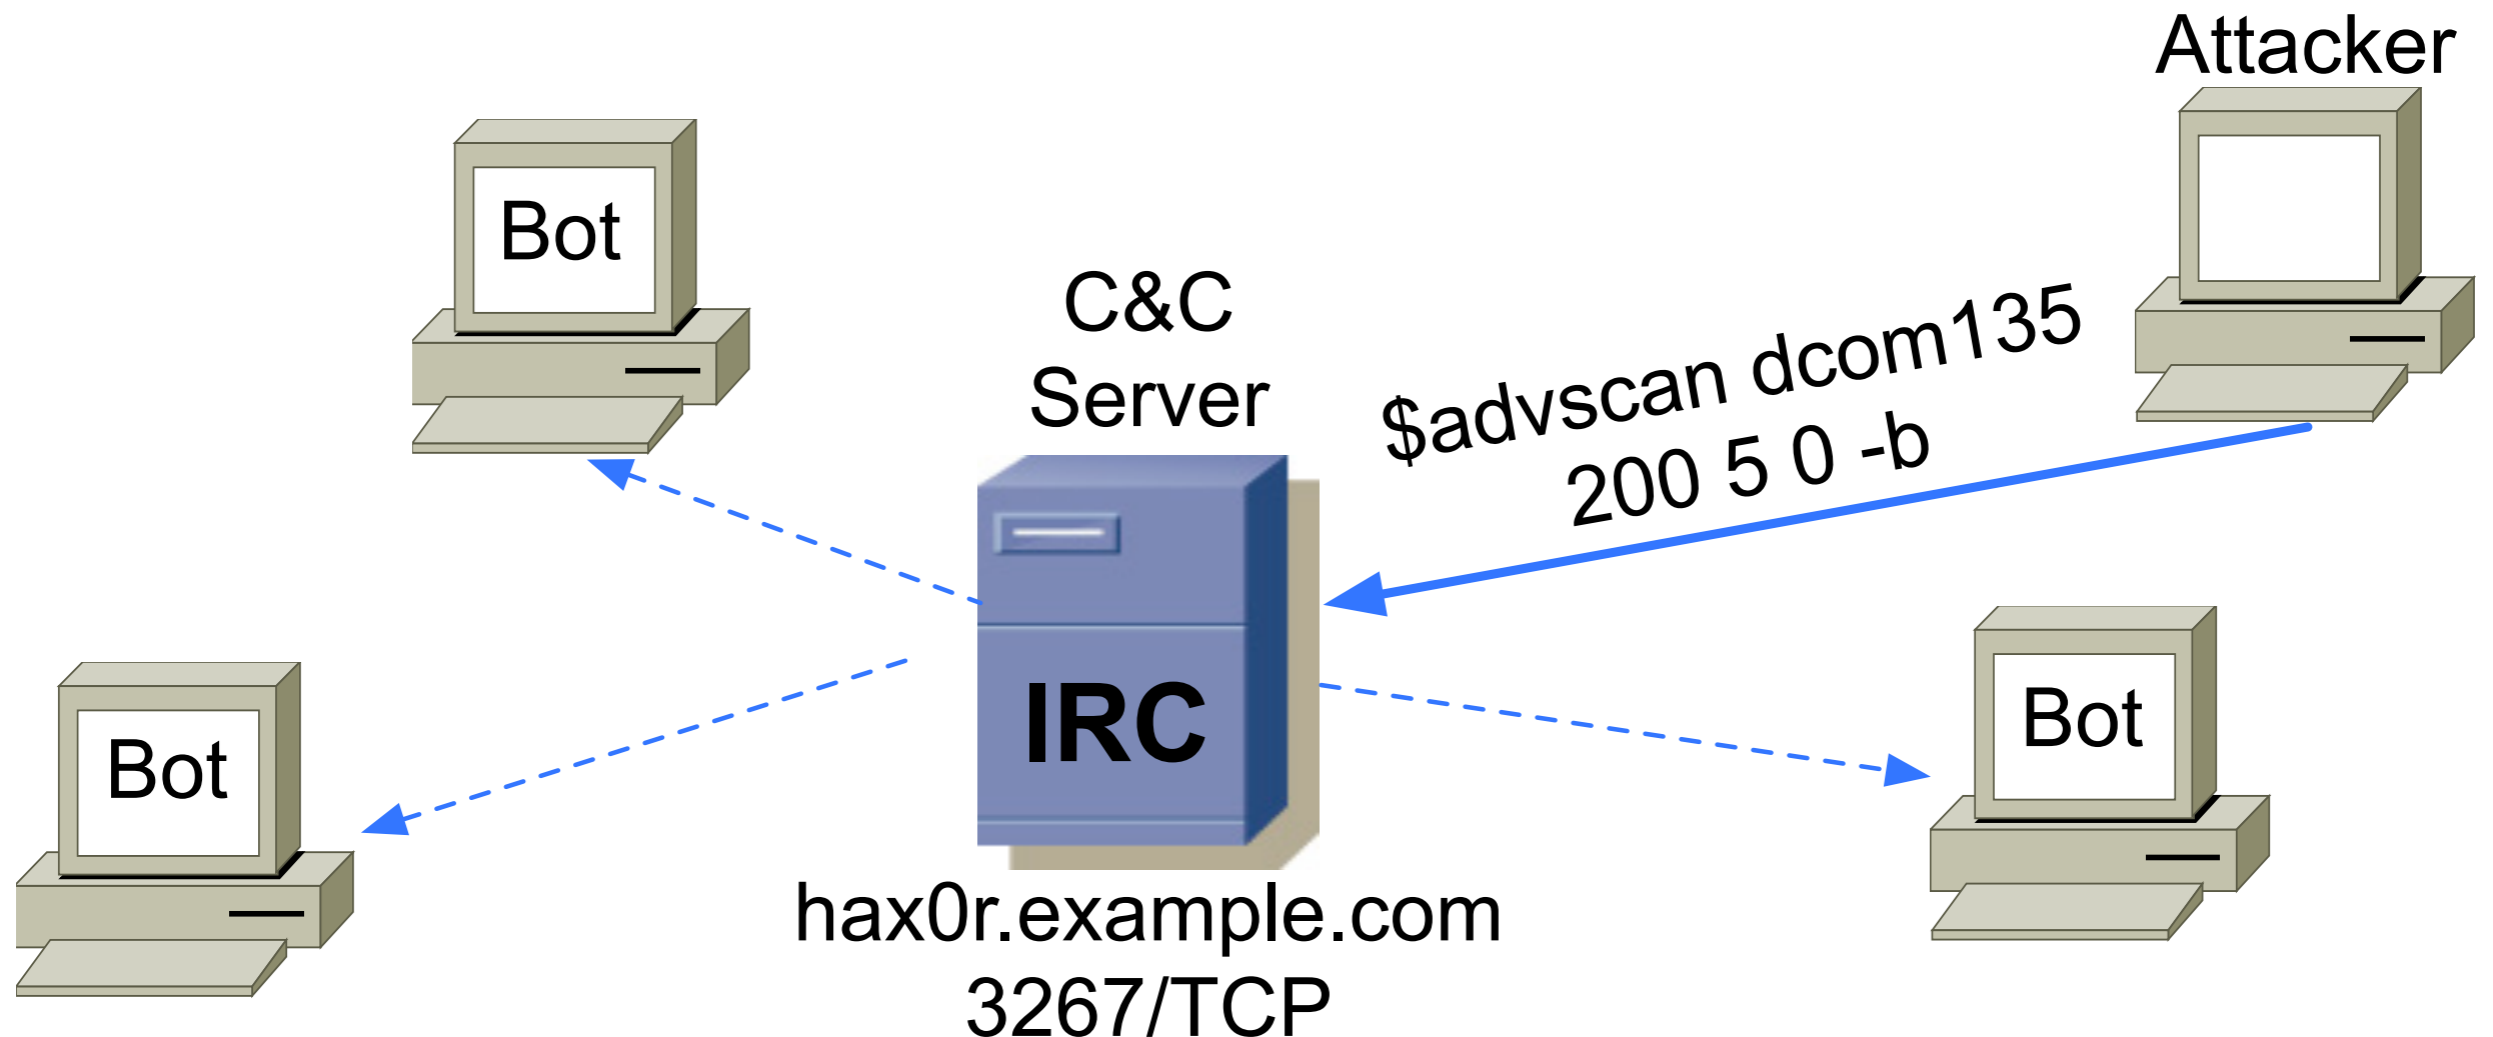 Attacker
Bot
C&C
Server
$advscan dcom135
200 5 0 -b
IRC
Bot
Bot
hax0r.example.com
3267/TCP